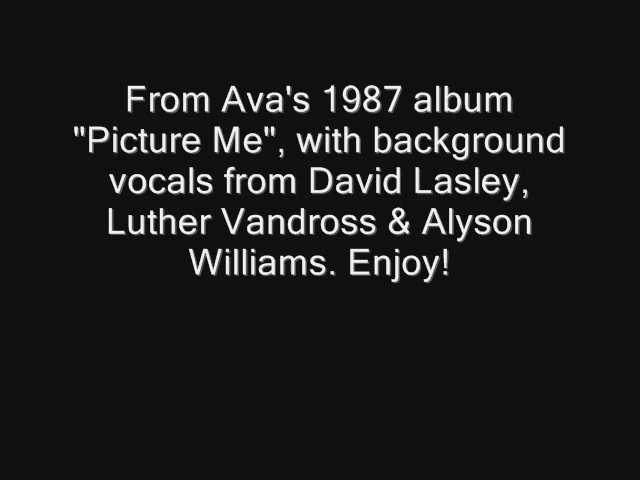 From Ava's 1987 album
"Picture Me", with background
vocals from David Lasley,
Luther Vandross & Alyson
Williams. Enjoy!